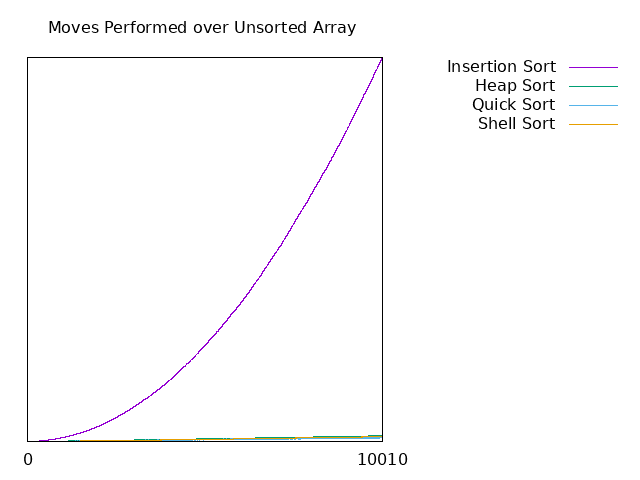 Moves Performed over Unsorted Array
Insertion Sort
Heap Sort
Quick Sort
Shell Sort
0
10010